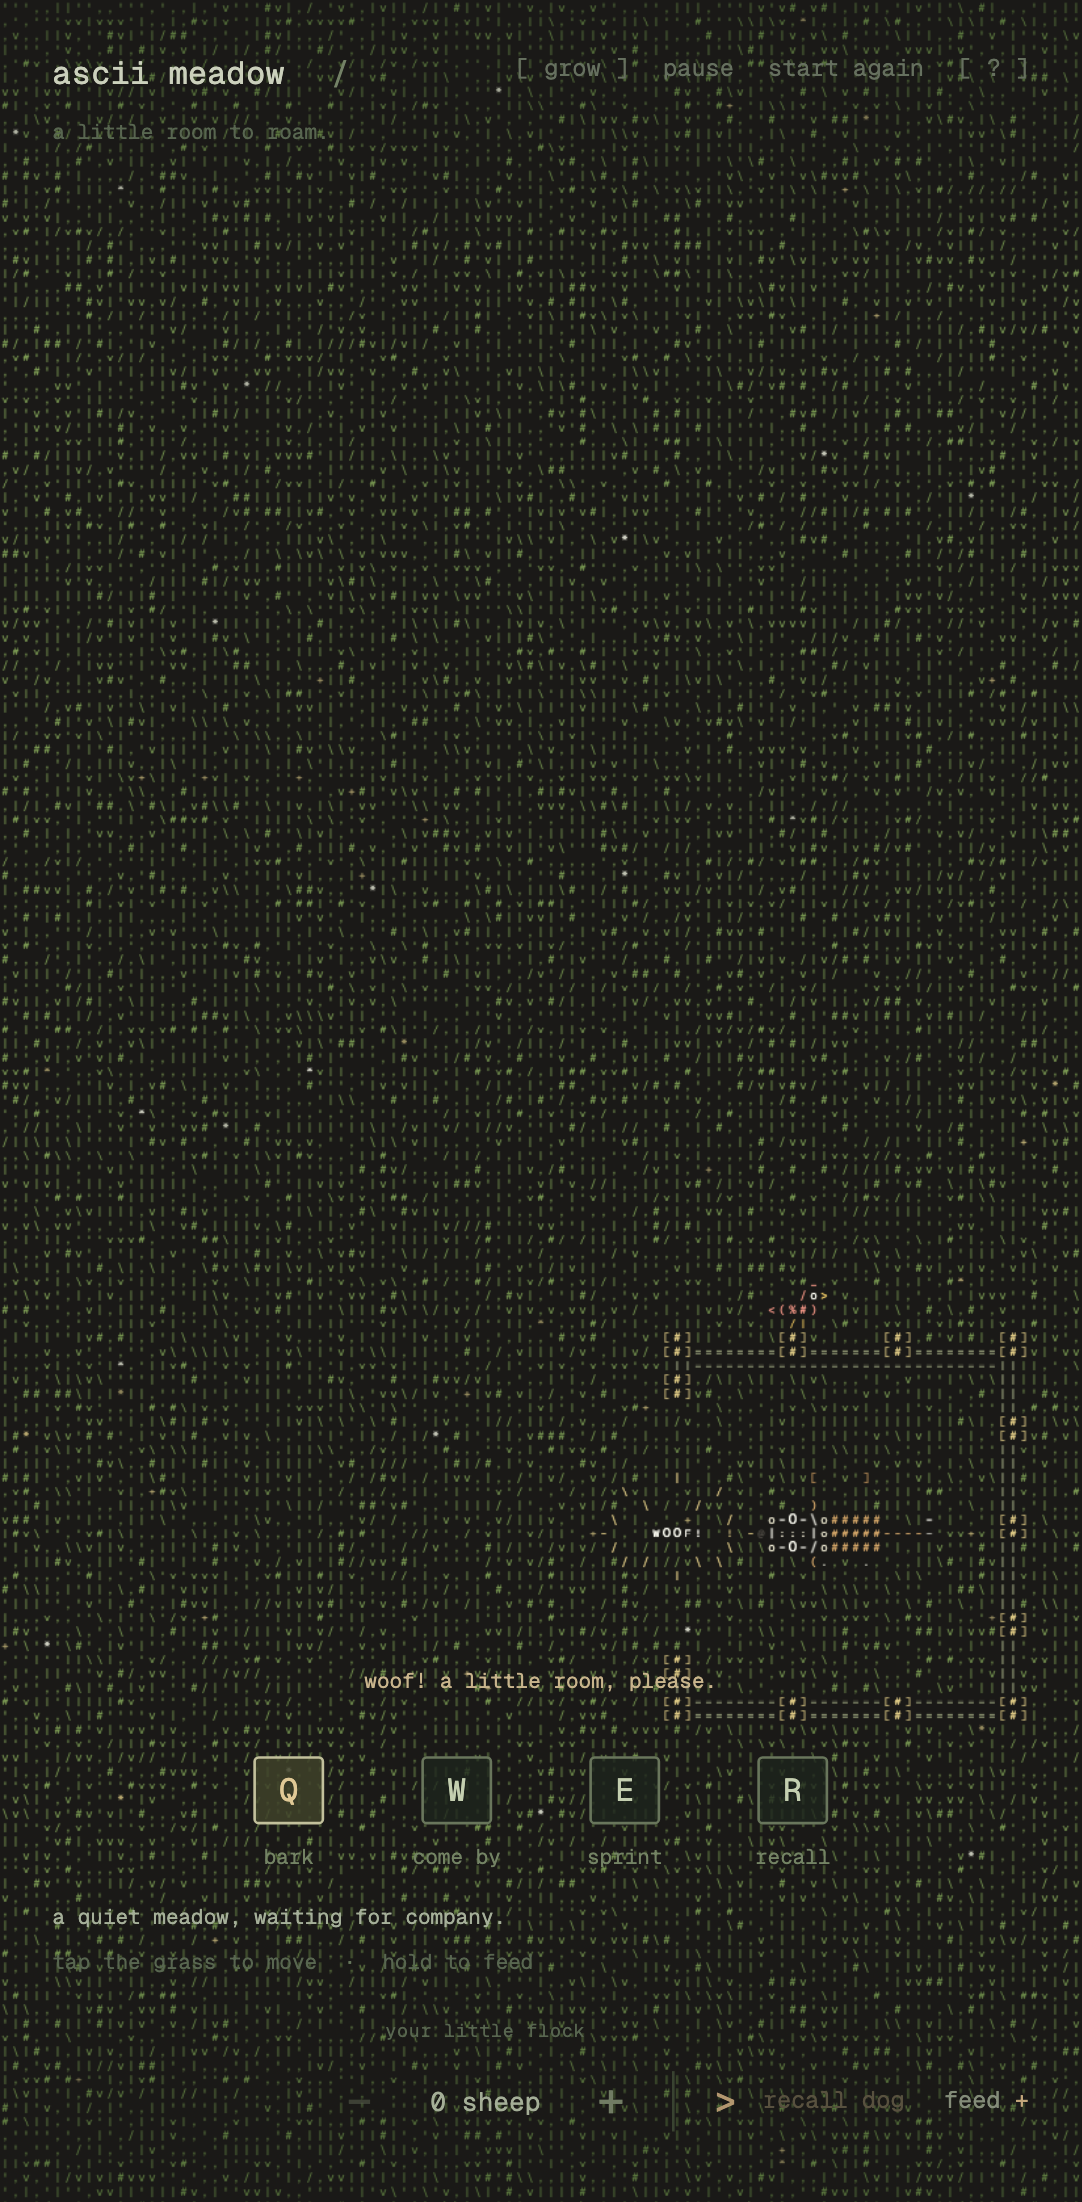 ascii meadow /
[ grow ] pause start again [ ? ]
a little room to roam.
WOOF!
woof! a little room, please.
Q W E R
bark come by sprint recall
a quiet meadow, waiting for company.
tap the grass to move · hold to feed
your little flock
− 0 sheep + > recall dog feed +